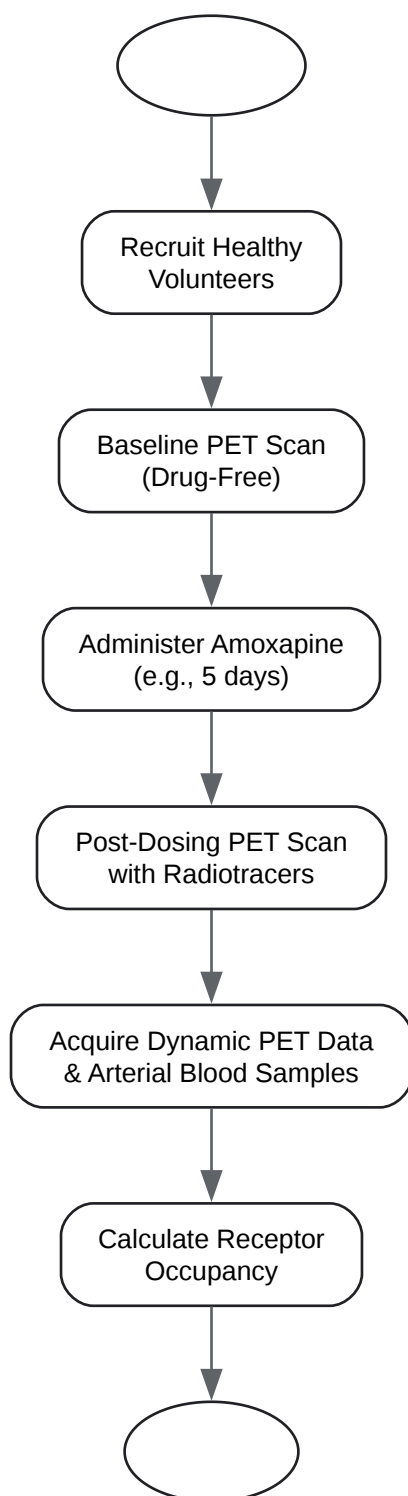 Recruit Healthy
Volunteers
Baseline PET Scan
(Drug-Free)
Administer Amoxapine
(e.g., 5 days)
Post-Dosing PET Scan
with Radiotracers
Acquire Dynamic PET Data
& Arterial Blood Samples
Calculate Receptor
Occupancy